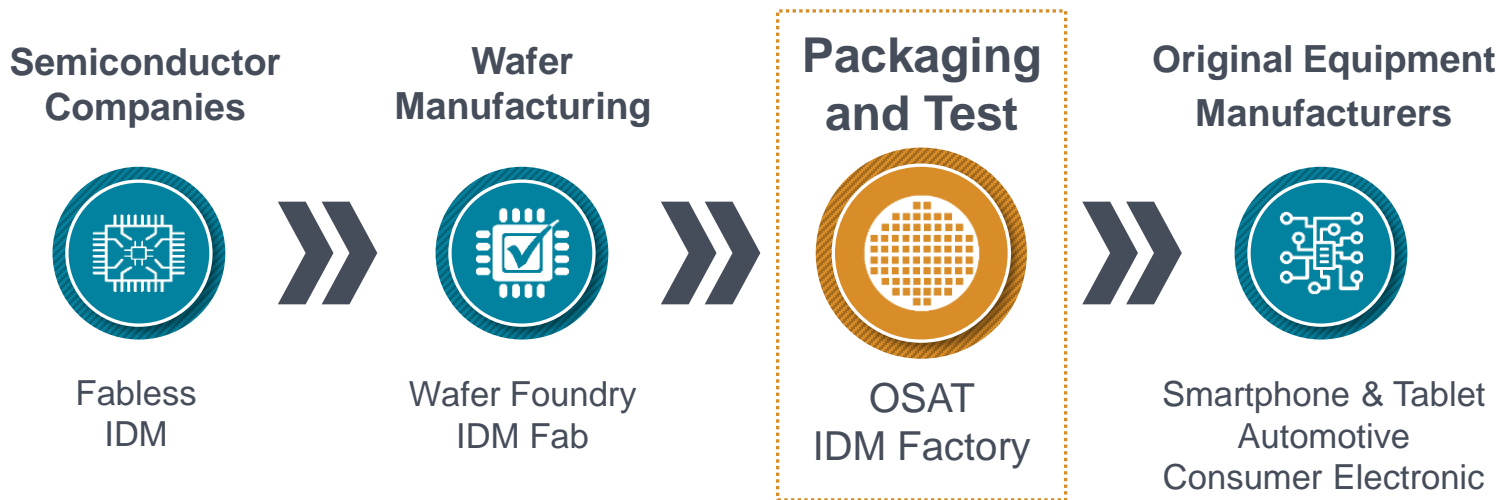 Semiconductor
Companies
Fabless
IDM
Wafer
Manufacturing
Wafer Foundry
IDM Fab
Packaging
and Test
OSAT
IDM Factory
Original Equipment
Manufacturers
Smartphone & Tablet
Automotive
Consumer Electronic